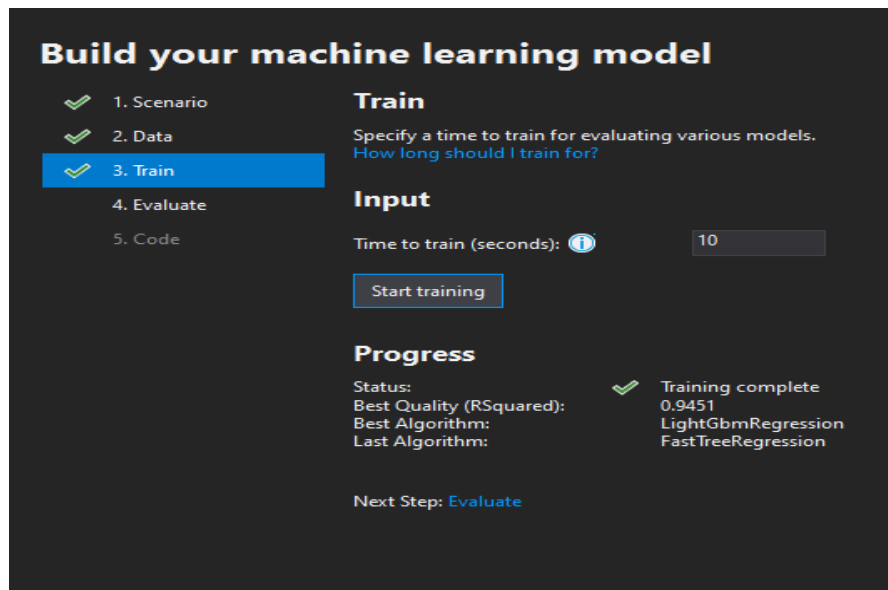 Build your machine learning model
1. Scenario
2. Data
3. Train
4. Evaluate
5. Code
Train
Specify a time to train for evaluating various models.
How long should I train for?
Input
Time to train (seconds): 10
Start training
Progress
Status: Training complete
Best Quality (RSquared): 0.9451
Best Algorithm: LightGbmRegression
Last Algorithm: FastTreeRegression
Next Step: Evaluate